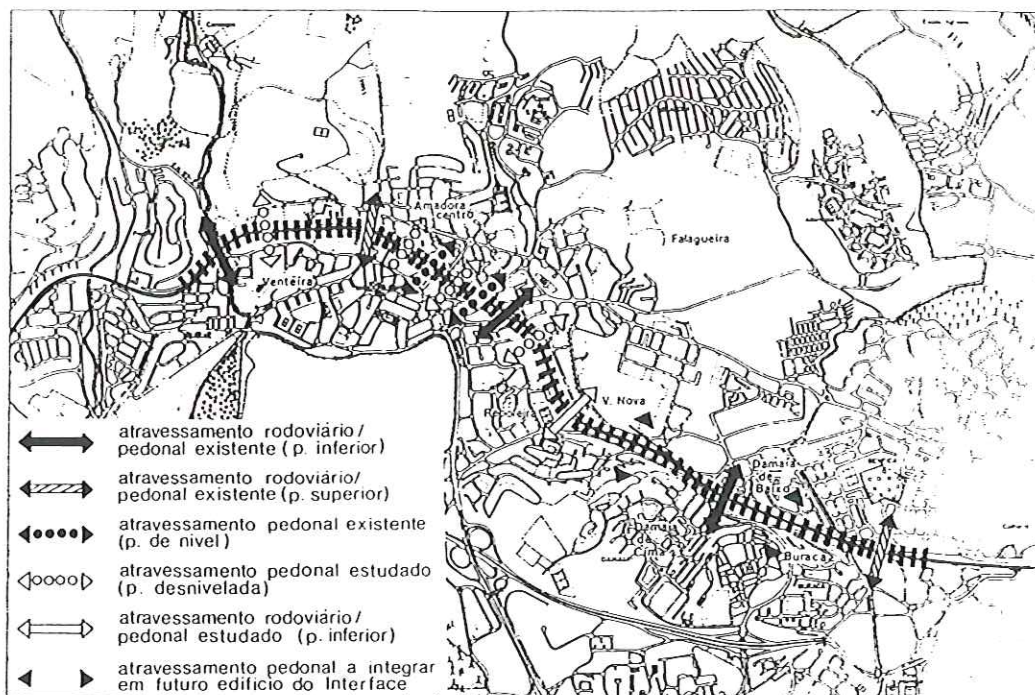 Amadora
centro
Falagueira
Venteira
Reboleira
V. Nova
Damaia
de
Baixo
Damaia
de
Cima
Buraca
atravessamento rodoviário/
pedonal existente (p. inferior)
atravessamento rodoviário/
pedonal existente (p. superior)
atravessamento pedonal existente
(p. de nivel)
atravessamento pedonal estudado
(p. desnivelada)
atravessamento rodoviário/
pedonal estudado (p. inferior)
atravessamento pedonal a integrar
em futuro edificio do Interface